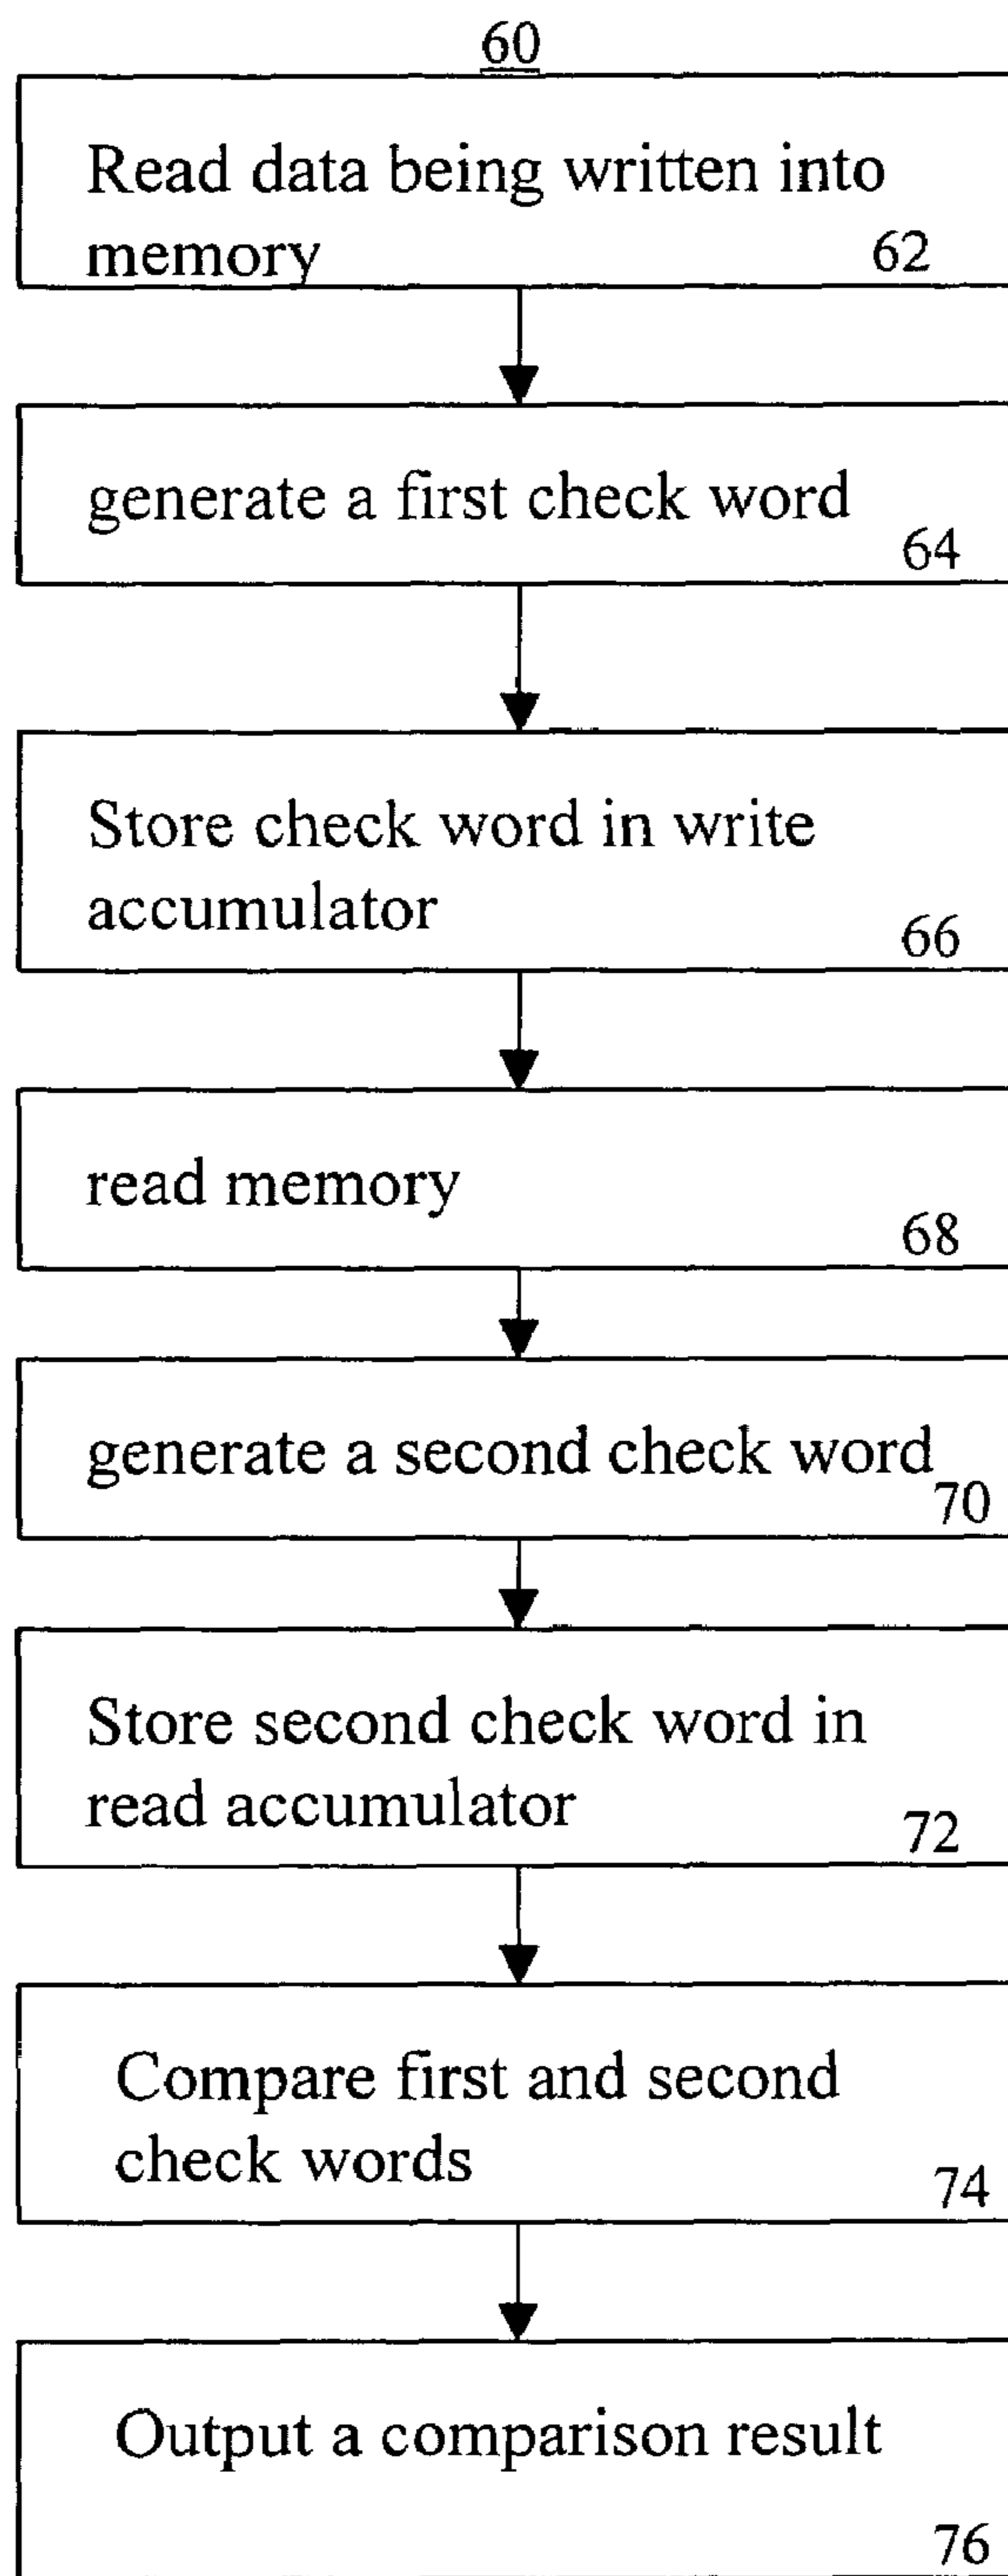 60
Read data being written into
memory 62
generate a first check word
64
Store check word in write
accumulator
66
read memory
68
generate a second check word
70
Store second check word in
read accumulator
72
Compare first and second
check words
74
Output a comparison result
76